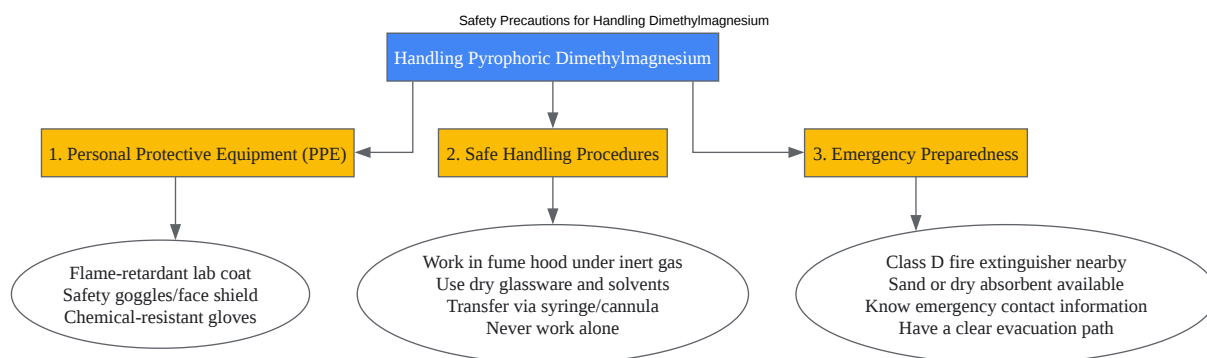 Safety Precautions for Handling Dimethylmagnesium
Handling Pyrophoric Dimethylmagnesium
1. Personal Protective Equipment (PPE)
2. Safe Handling Procedures
3. Emergency Preparedness
Flame-retardant lab coat
Safety goggles/face shield
Chemical-resistant gloves
Work in fume hood under inert gas
Use dry glassware and solvents
Transfer via syringe/cannula
Never work alone
Class D fire extinguisher nearby
Sand or dry absorbent available
Know emergency contact information
Have a clear evacuation path